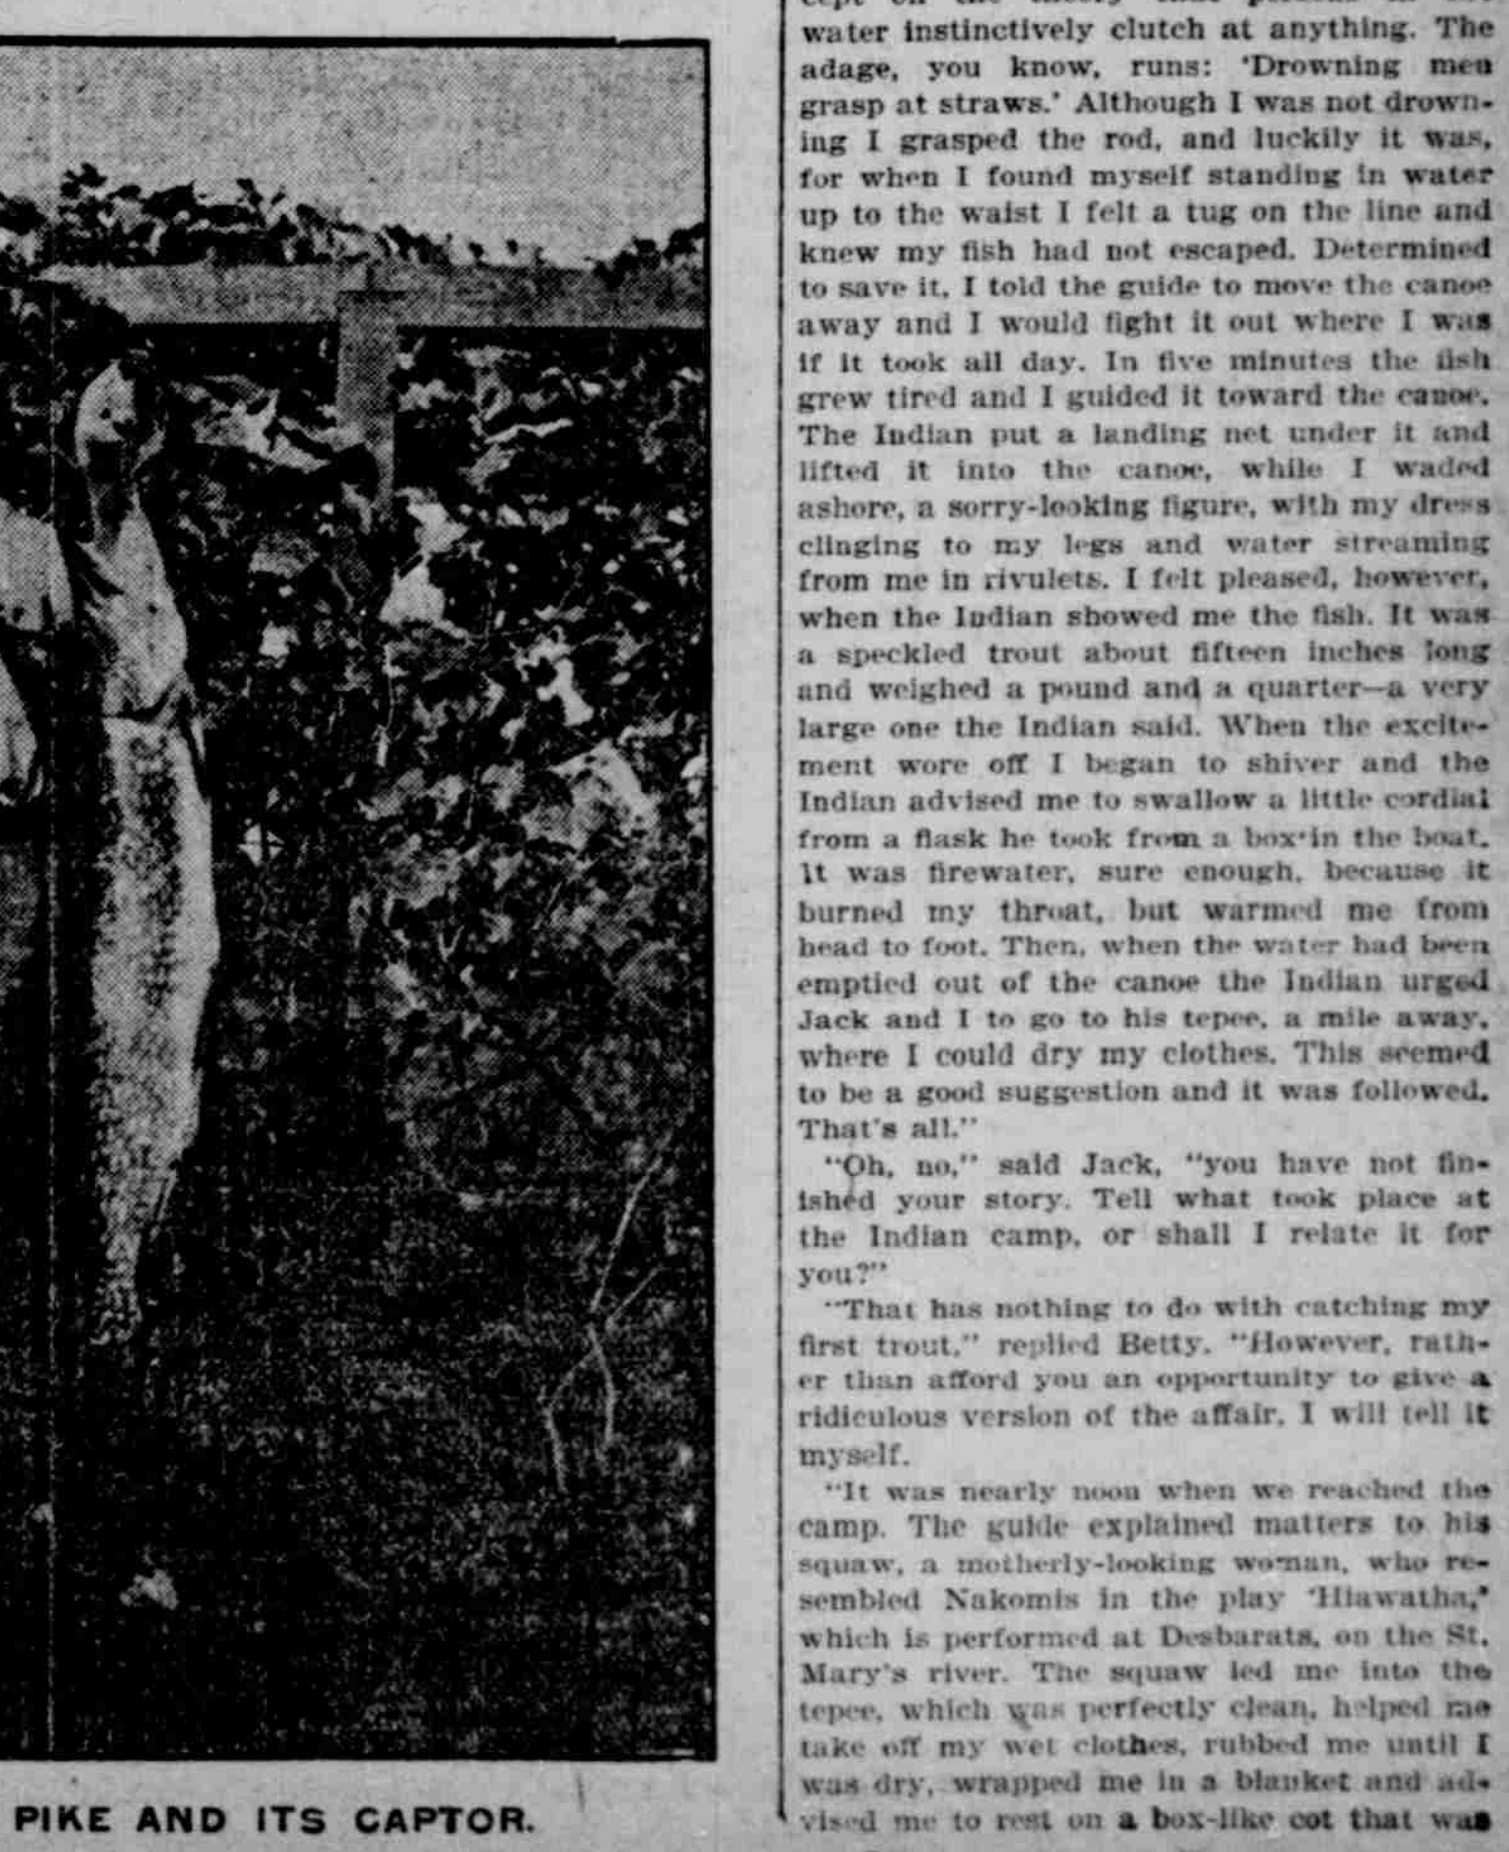 PIKE AND ITS CAPTOR.
water instinctively clutch at anything. The
adage, you know, runs: 'Drowning men
grasp at straws.' Although I was not drown-
ing I grasped the rod, and luckily it was,
for when I found myself standing in water
up to the waist I felt a tug on the line and
knew my fish had not escaped. Determined
to save it, I told the guide to move the canoe
away and I would fight it out where I was
if it took all day. In five minutes the fish
grew tired and I guided it toward the canoe.
The Indian put a landing net under it and
lifted it into the canoe, while I waded
ashore, a sorry-looking figure, with my dress
clinging to my legs and water streaming
from me in rivulets. I felt pleased, however,
when the Indian showed me the fish. It was
a speckled trout about fifteen inches long
and weighed a pound and a quarter—a very
large one the Indian said. When the excite-
ment wore off I began to shiver and the
Indian advised me to swallow a little cordial
from a flask he took from a box in the boat.
It was firewater, sure enough, because it
burned my throat, but warmed me from
head to foot. Then, when the water had been
emptied out of the canoe the Indian urged
Jack and I to go to his tepee, a mile away,
where I could dry my clothes. This seemed
to be a good suggestion and it was followed.
That's all."
"Oh, no," said Jack, "you have not fin-
ished your story. Tell what took place at
the Indian camp, or shall I relate it for
you?"
"That has nothing to do with catching my
first trout," replied Betty. "However, rath-
er than afford you an opportunity to give a
ridiculous version of the affair, I will tell it
myself.
"It was nearly noon when we reached the
camp. The guide explained matters to his
squaw, a motherly-looking woman, who re-
sembled Nakomis in the play 'Hiawatha,'
which is performed at Desbarats, on the St.
Mary's river. The squaw led me into the
tepee, which was perfectly clean, helped me
take off my wet clothes, rubbed me until I
was dry, wrapped me in a blanket and ad-
vised me to rest on a box-like cot that was